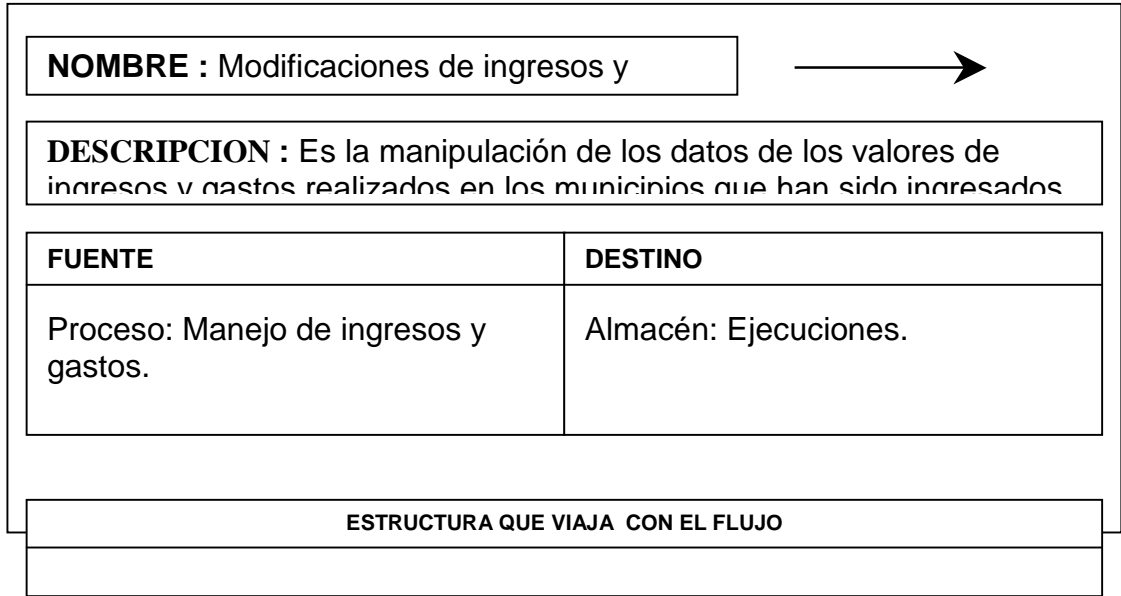 NOMBRE : Modificaciones de ingresos y
DESCRIPCION : Es la manipulación de los datos de los valores de
ingresos y gastos realizados en los municipios que han sido ingresados
FUENTE
DESTINO
Proceso: Manejo de ingresos y
gastos.
Almacén: Ejecuciones.
ESTRUCTURA QUE VIAJA CON EL FLUJO